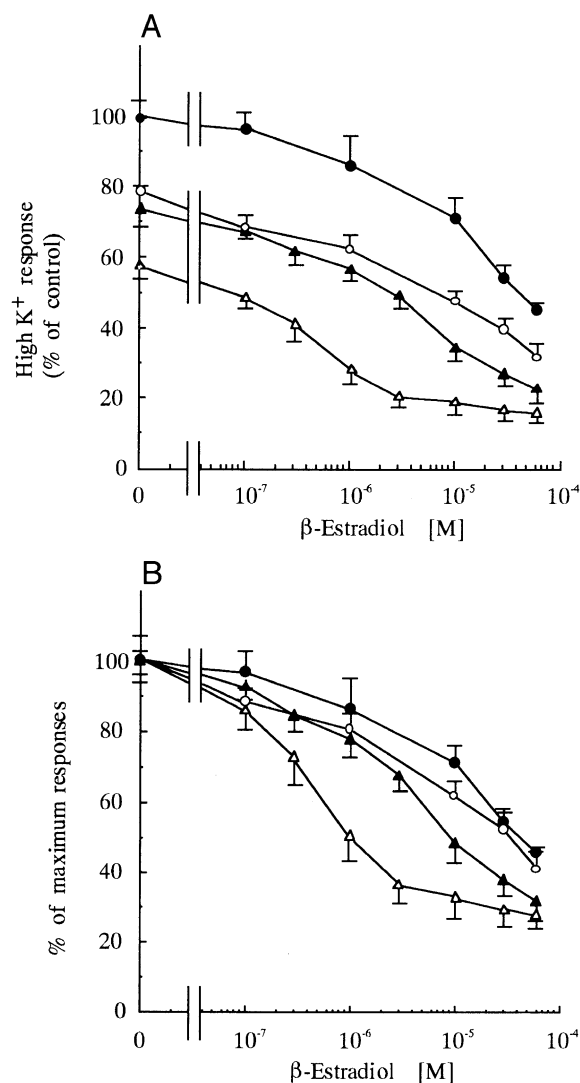 A
High K+ response
(% of control)
100
80
60
40
20
0
0 10-7 10-6 10-5 10-4
β-Estradiol [M]
B
% of maximum responses
100
80
60
40
20
0
0 10-7 10-6 10-5 10-4
β-Estradiol [M]